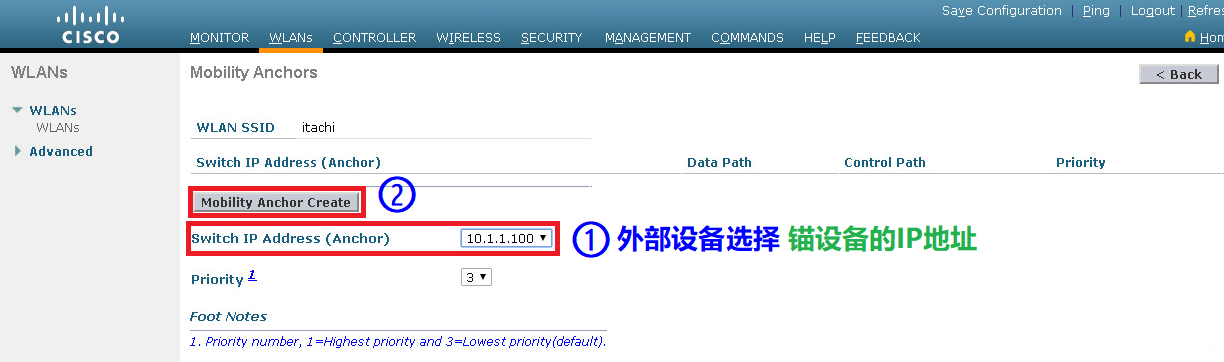 Save Configuration | Ping | Logout | Refres
CISCO
MONITOR WLANs CONTROLLER WIRELESS SECURITY MANAGEMENT COMMANDS HELP FEEDBACK Hom
WLANs
Mobility Anchors
< Back
WLANs
WLANs
Advanced
WLAN SSID itachi
Switch IP Address (Anchor) Data Path Control Path Priority
Mobility Anchor Create ②
Switch IP Address (Anchor) 10.1.1.100 ① 外部设备选择 锚设备的IP地址
Priority 1 3
Foot Notes
1. Priority number, 1=Highest priority and 3=Lowest priority(default).